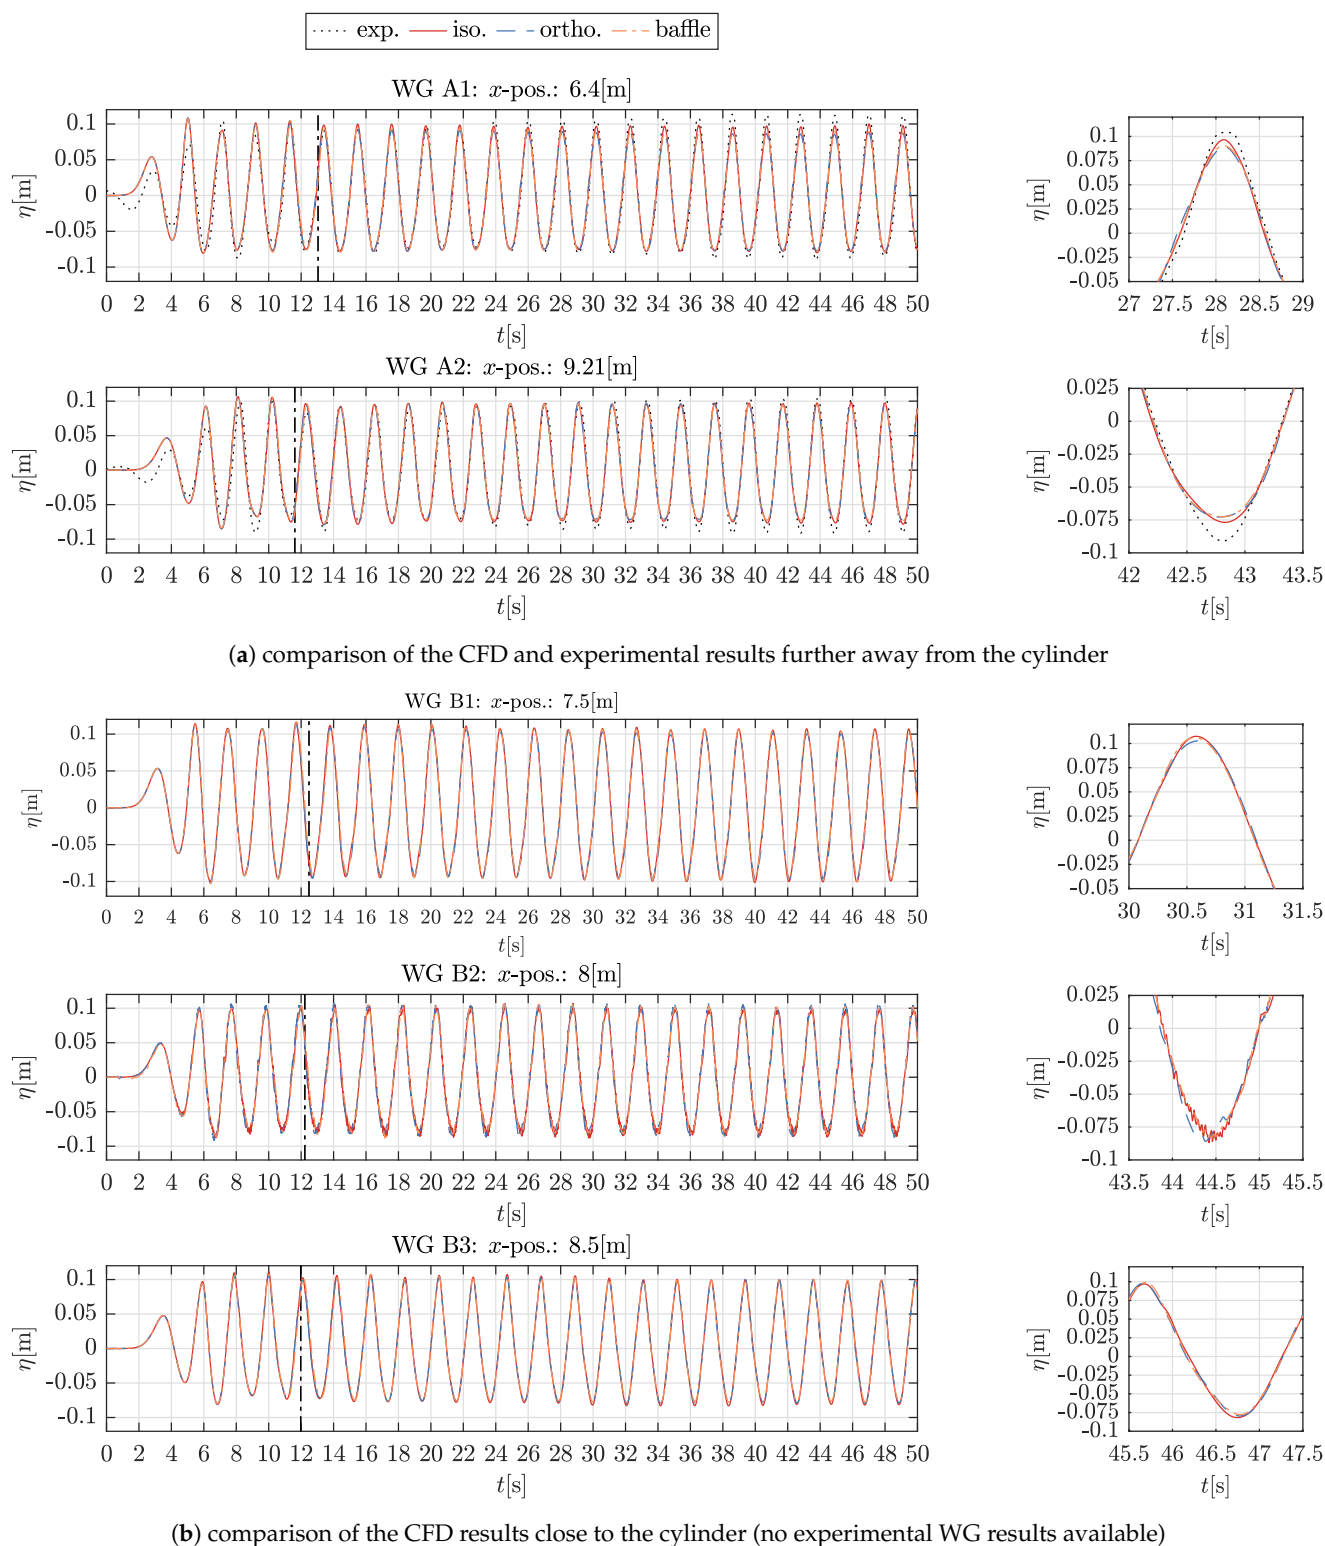 exp. iso. ortho. baffle
WG A1: x-pos.: 6.4[m]
η[m]
0.1
0.05
0
-0.05
-0.1
0 2 4 6 8 10 12 14 16 18 20 22 24 26 28 30 32 34 36 38 40 42 44 46 48 50
t[s]
η[m]
0.1
0.075
0.05
0.025
0
-0.025
-0.05
27 27.5 28 28.5 29
t[s]
WG A2: x-pos.: 9.21[m]
η[m]
0.1
0.05
0
-0.05
-0.1
0 2 4 6 8 10 12 14 16 18 20 22 24 26 28 30 32 34 36 38 40 42 44 46 48 50
t[s]
η[m]
0.025
0
-0.025
-0.05
-0.075
-0.1
42 42.5 43 43.5
t[s]
(a) comparison of the CFD and experimental results further away from the cylinder
WG B1: x-pos.: 7.5[m]
η[m]
0.1
0.05
0
-0.05
-0.1
0 2 4 6 8 10 12 14 16 18 20 22 24 26 28 30 32 34 36 38 40 42 44 46 48 50
t[s]
η[m]
0.1
0.075
0.05
0.025
0
-0.025
-0.05
30 30.5 31 31.5
t[s]
WG B2: x-pos.: 8[m]
η[m]
0.1
0.05
0
-0.05
-0.1
0 2 4 6 8 10 12 14 16 18 20 22 24 26 28 30 32 34 36 38 40 42 44 46 48 50
t[s]
η[m]
0.025
0
-0.025
-0.05
-0.075
-0.1
43.5 44 44.5 45 45.5
t[s]
WG B3: x-pos.: 8.5[m]
η[m]
0.1
0.05
0
-0.05
-0.1
0 2 4 6 8 10 12 14 16 18 20 22 24 26 28 30 32 34 36 38 40 42 44 46 48 50
t[s]
η[m]
0.1
0.075
0.05
0.025
0
-0.025
-0.05
-0.075
-0.1
45.5 46 46.5 47 47.5
t[s]
(b) comparison of the CFD results close to the cylinder (no experimental WG results available)